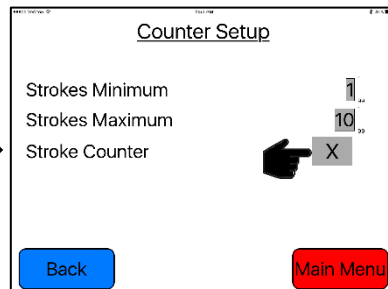 Counter Setup
Strokes Minimum 1
Strokes Maximum 10
Stroke Counter X
Back Main Menu